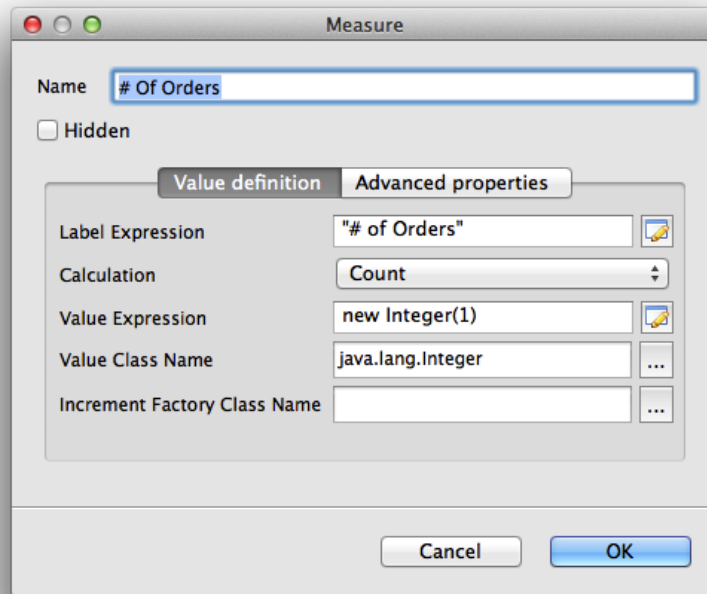 Measure
Name # Of Orders
Hidden
Value definition Advanced properties
Label Expression "# of Orders"
Calculation Count
Value Expression new Integer(1)
Value Class Name java.lang.Integer ...
Increment Factory Class Name ...
Cancel OK